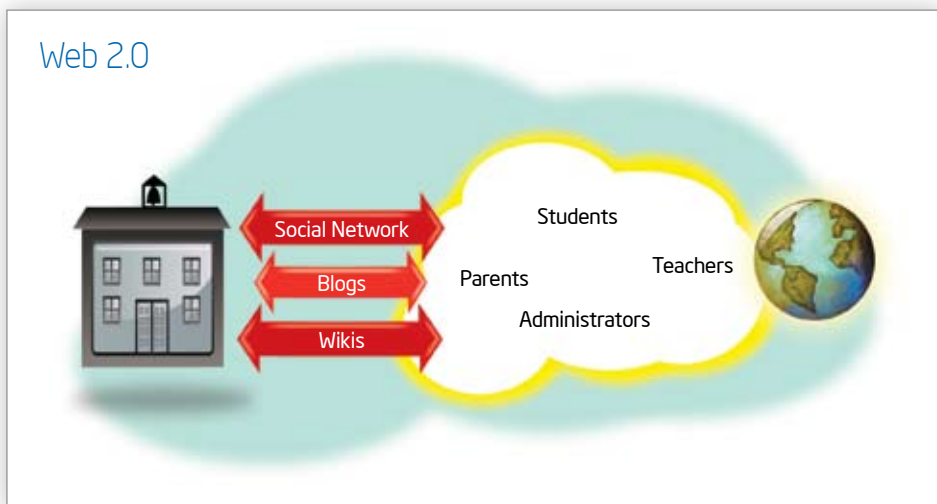 Web 2.0
Social Network
Blogs
Wikis
Students
Teachers
Parents
Administrators